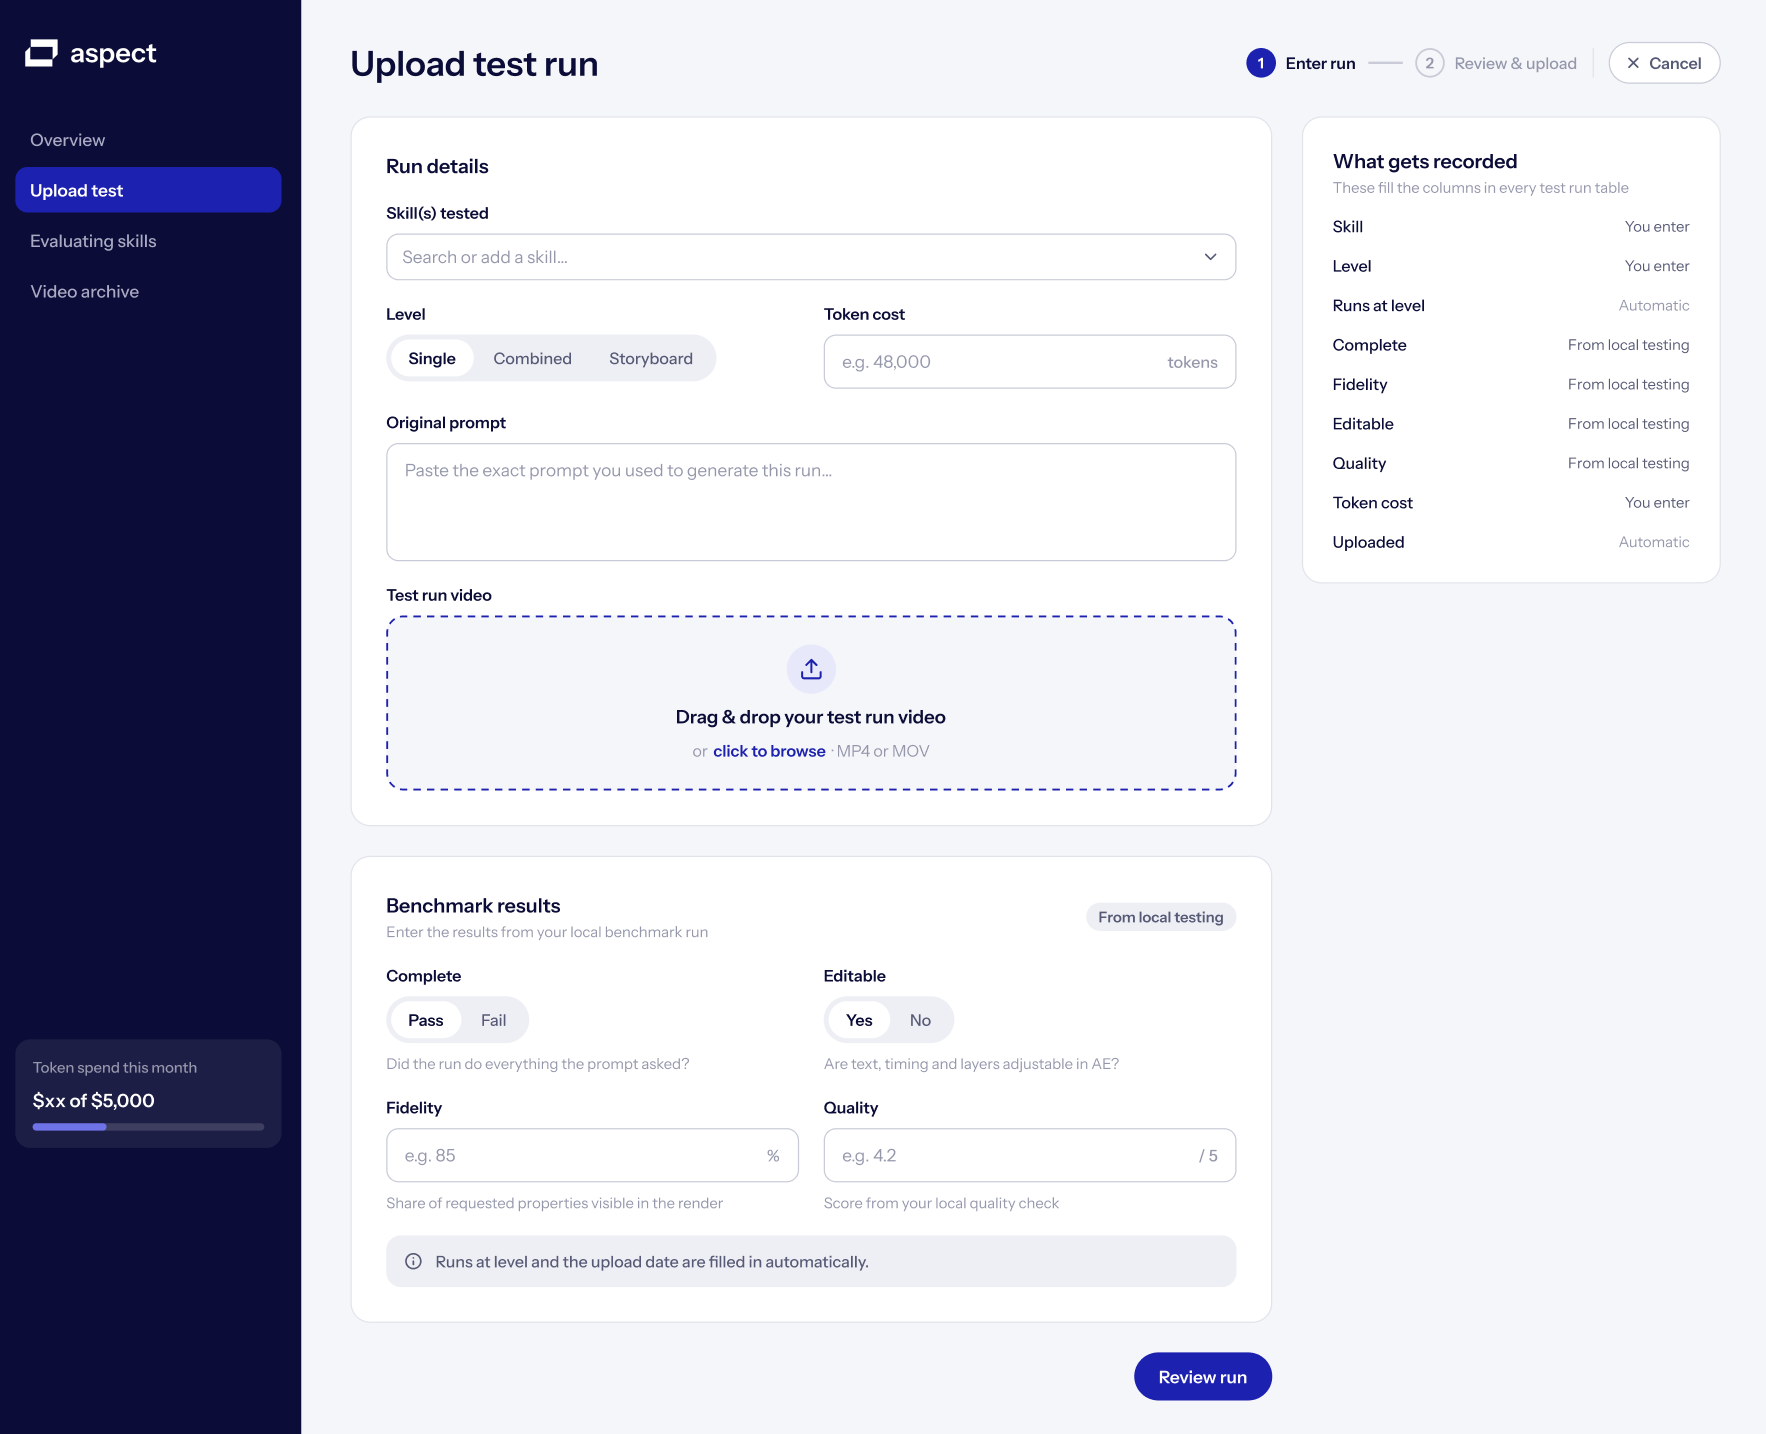 aspect
Overview
Upload test
Evaluating skills
Video archive
Token spend this month
$xx of $5,000
Upload test run
1 Enter run
2 Review & upload
Cancel
Run details
Skill(s) tested
Search or add a skill...
Level
Single Combined Storyboard
Token cost
e.g. 48,000 tokens
Original prompt
Paste the exact prompt you used to generate this run...
Test run video
Drag & drop your test run video
or click to browse · MP4 or MOV
Benchmark results
Enter the results from your local benchmark run
From local testing
Complete
Pass Fail
Did the run do everything the prompt asked?
Editable
Yes No
Are text, timing and layers adjustable in AE?
Fidelity
e.g. 85 %
Share of requested properties visible in the render
Quality
e.g. 4.2 / 5
Score from your local quality check
Runs at level and the upload date are filled in automatically.
Review run
What gets recorded
These fill the columns in every test run table
Skill You enter
Level You enter
Runs at level Automatic
Complete From local testing
Fidelity From local testing
Editable From local testing
Quality From local testing
Token cost You enter
Uploaded Automatic